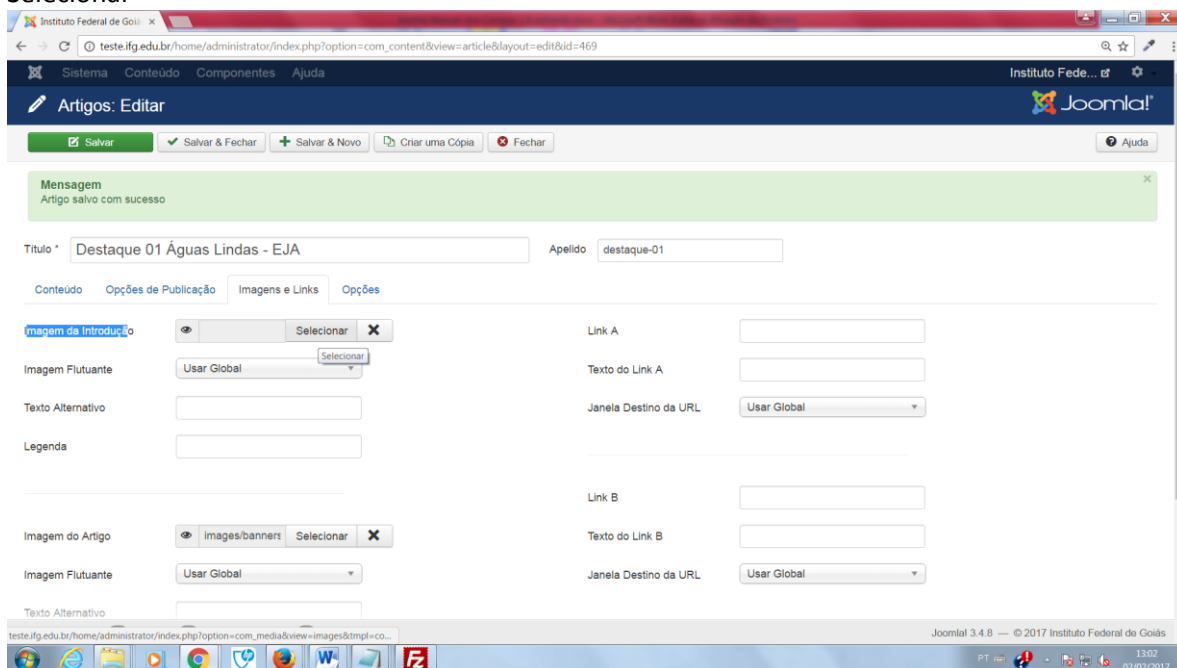 Selecionar
Instituto Federal de Goiá
teste.ifg.edu.br/home/administrator/index.php?option=com_content&view=article&layout=edit&id=469
Sistema Conteúdo Componentes Ajuda Instituto Fede...
Artigos: Editar Joomla!
Salvar Salvar & Fechar Salvar & Novo Criar uma Cópia Fechar Ajuda
Mensagem
Artigo salvo com sucesso
Título * Destaque 01 Águas Lindas - EJA Apelido destaque-01
Conteúdo Opções de Publicação Imagens e Links Opções
Imagem da Introdução Selecionar Link A
Selecionar
Imagem Flutuante Usar Global Texto do Link A
Texto Alternativo Janela Destino da URL Usar Global
Legenda
Link B
Imagem do Artigo images/banners Selecionar Texto do Link B
Imagem Flutuante Usar Global Janela Destino da URL Usar Global
Texto Alternativo
teste.ifg.edu.br/home/administrator/index.php?option=com_media&view=images&tmpl=co... Joomla! 3.4.8 — © 2017 Instituto Federal de Goiás
PT 13:02
02/02/2017